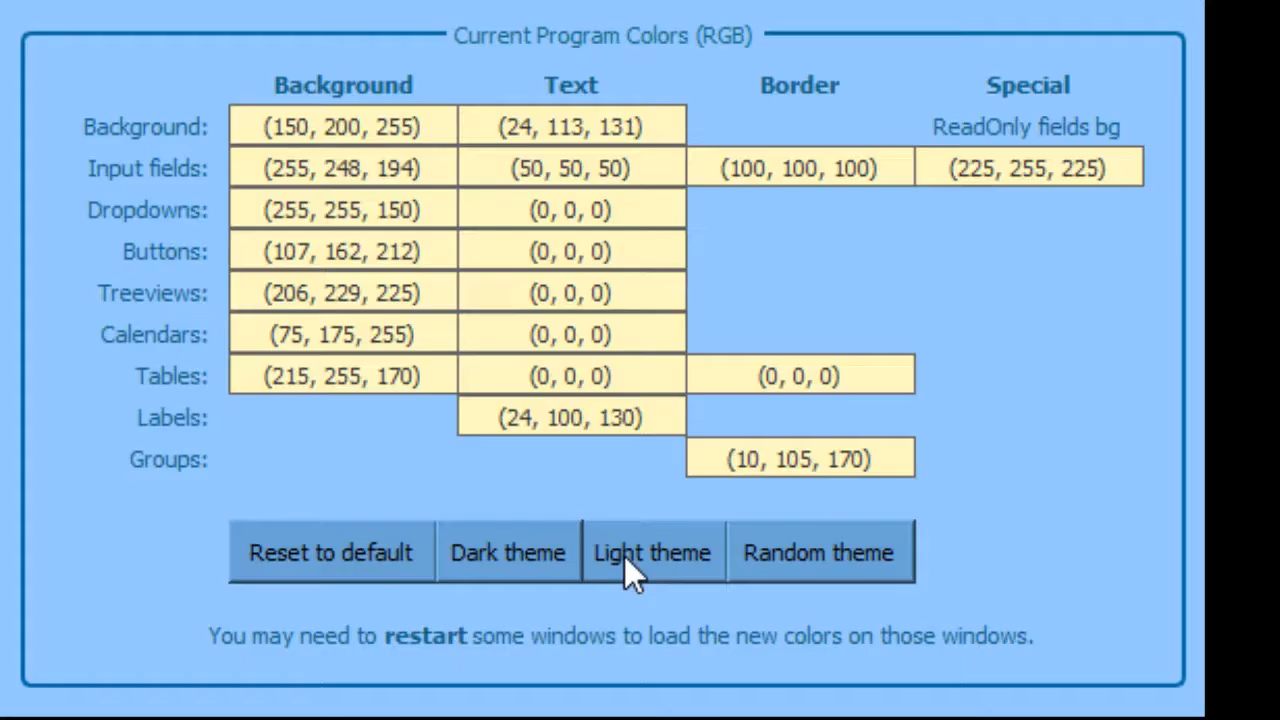 Current Program Colors (RGB)
Background Text Border Special
Background: (150, 200, 255) (24, 113, 131) ReadOnly fields bg
Input fields: (255, 248, 194) (50, 50, 50) (100, 100, 100) (225, 255, 225)
Dropdowns: (255, 255, 150) (0, 0, 0)
Buttons: (107, 162, 212) (0, 0, 0)
Treeviews: (206, 229, 225) (0, 0, 0)
Calendars: (75, 175, 255) (0, 0, 0)
Tables: (215, 255, 170) (0, 0, 0) (0, 0, 0)
Labels: (24, 100, 130)
Groups: (10, 105, 170)
Reset to default Dark theme Light theme Random theme
You may need to restart some windows to load the new colors on those windows.